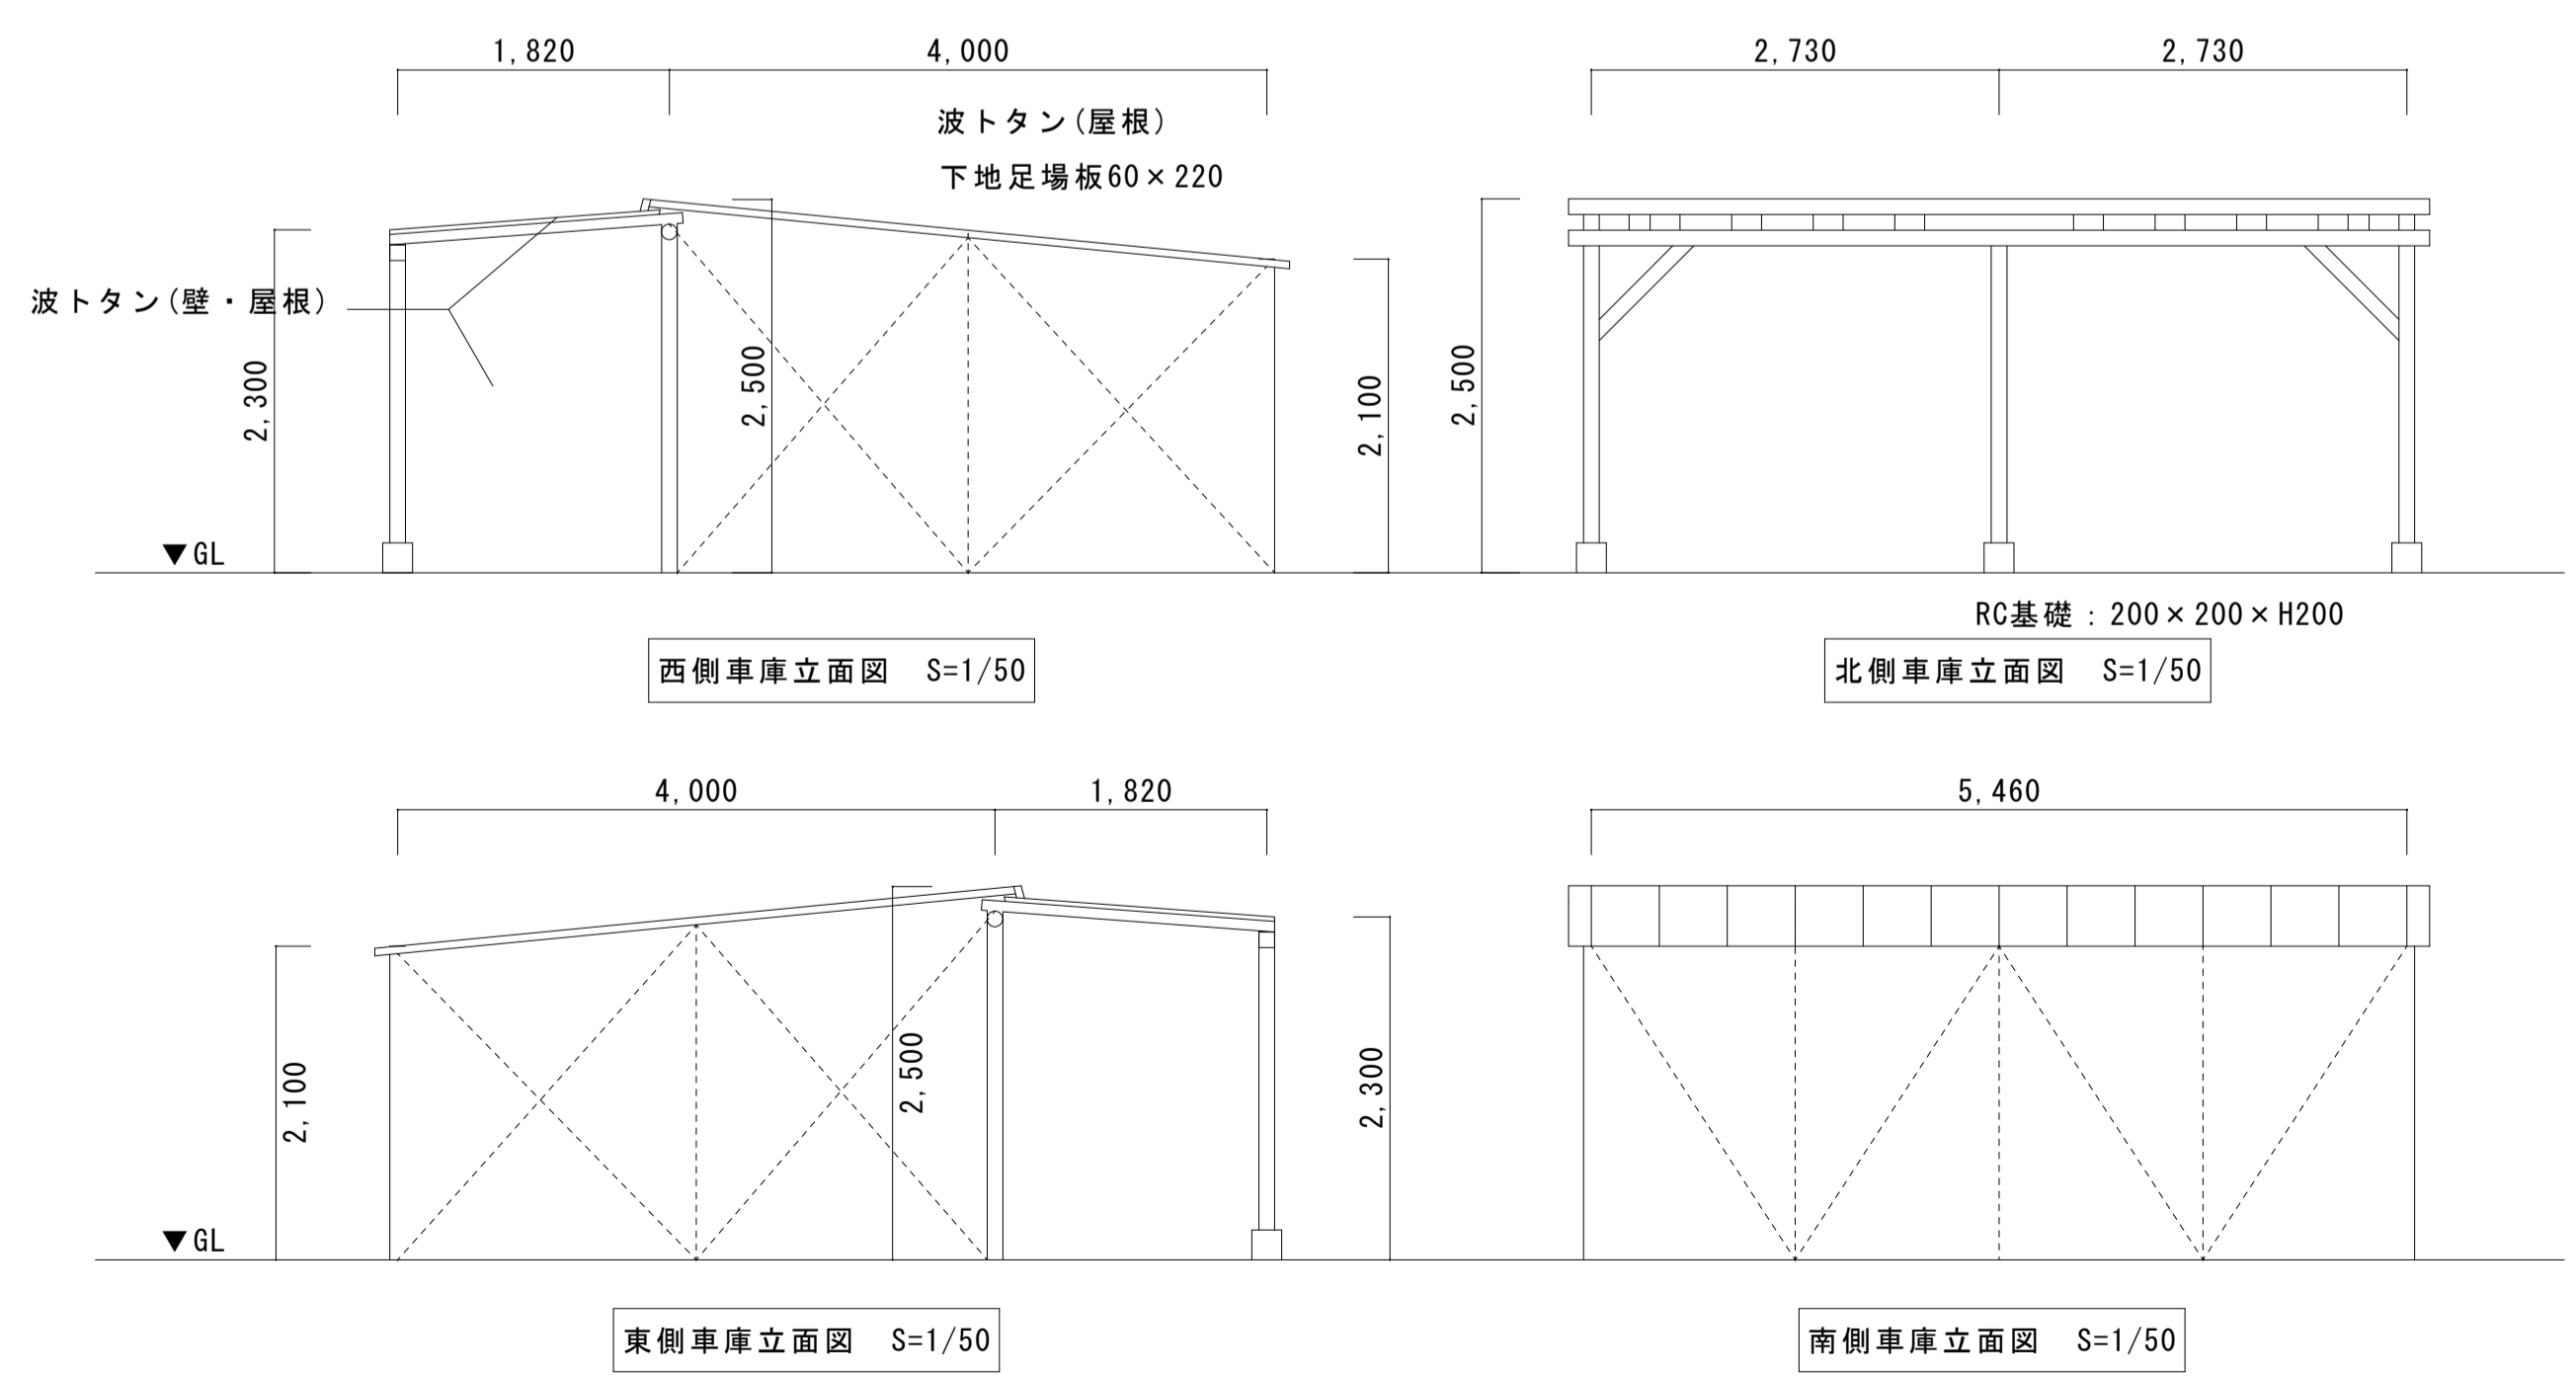 1,820
4,000
波トタン(屋根)
下地足場板60×220
波トタン(壁・屋根)
2,300
2,500
2,100
▼GL
西側車庫立面図　S=1/50
2,730
2,730
2,500
RC基礎：200×200×H200
北側車庫立面図　S=1/50
4,000
1,820
2,100
2,500
2,300
▼GL
東側車庫立面図　S=1/50
5,460
南側車庫立面図　S=1/50